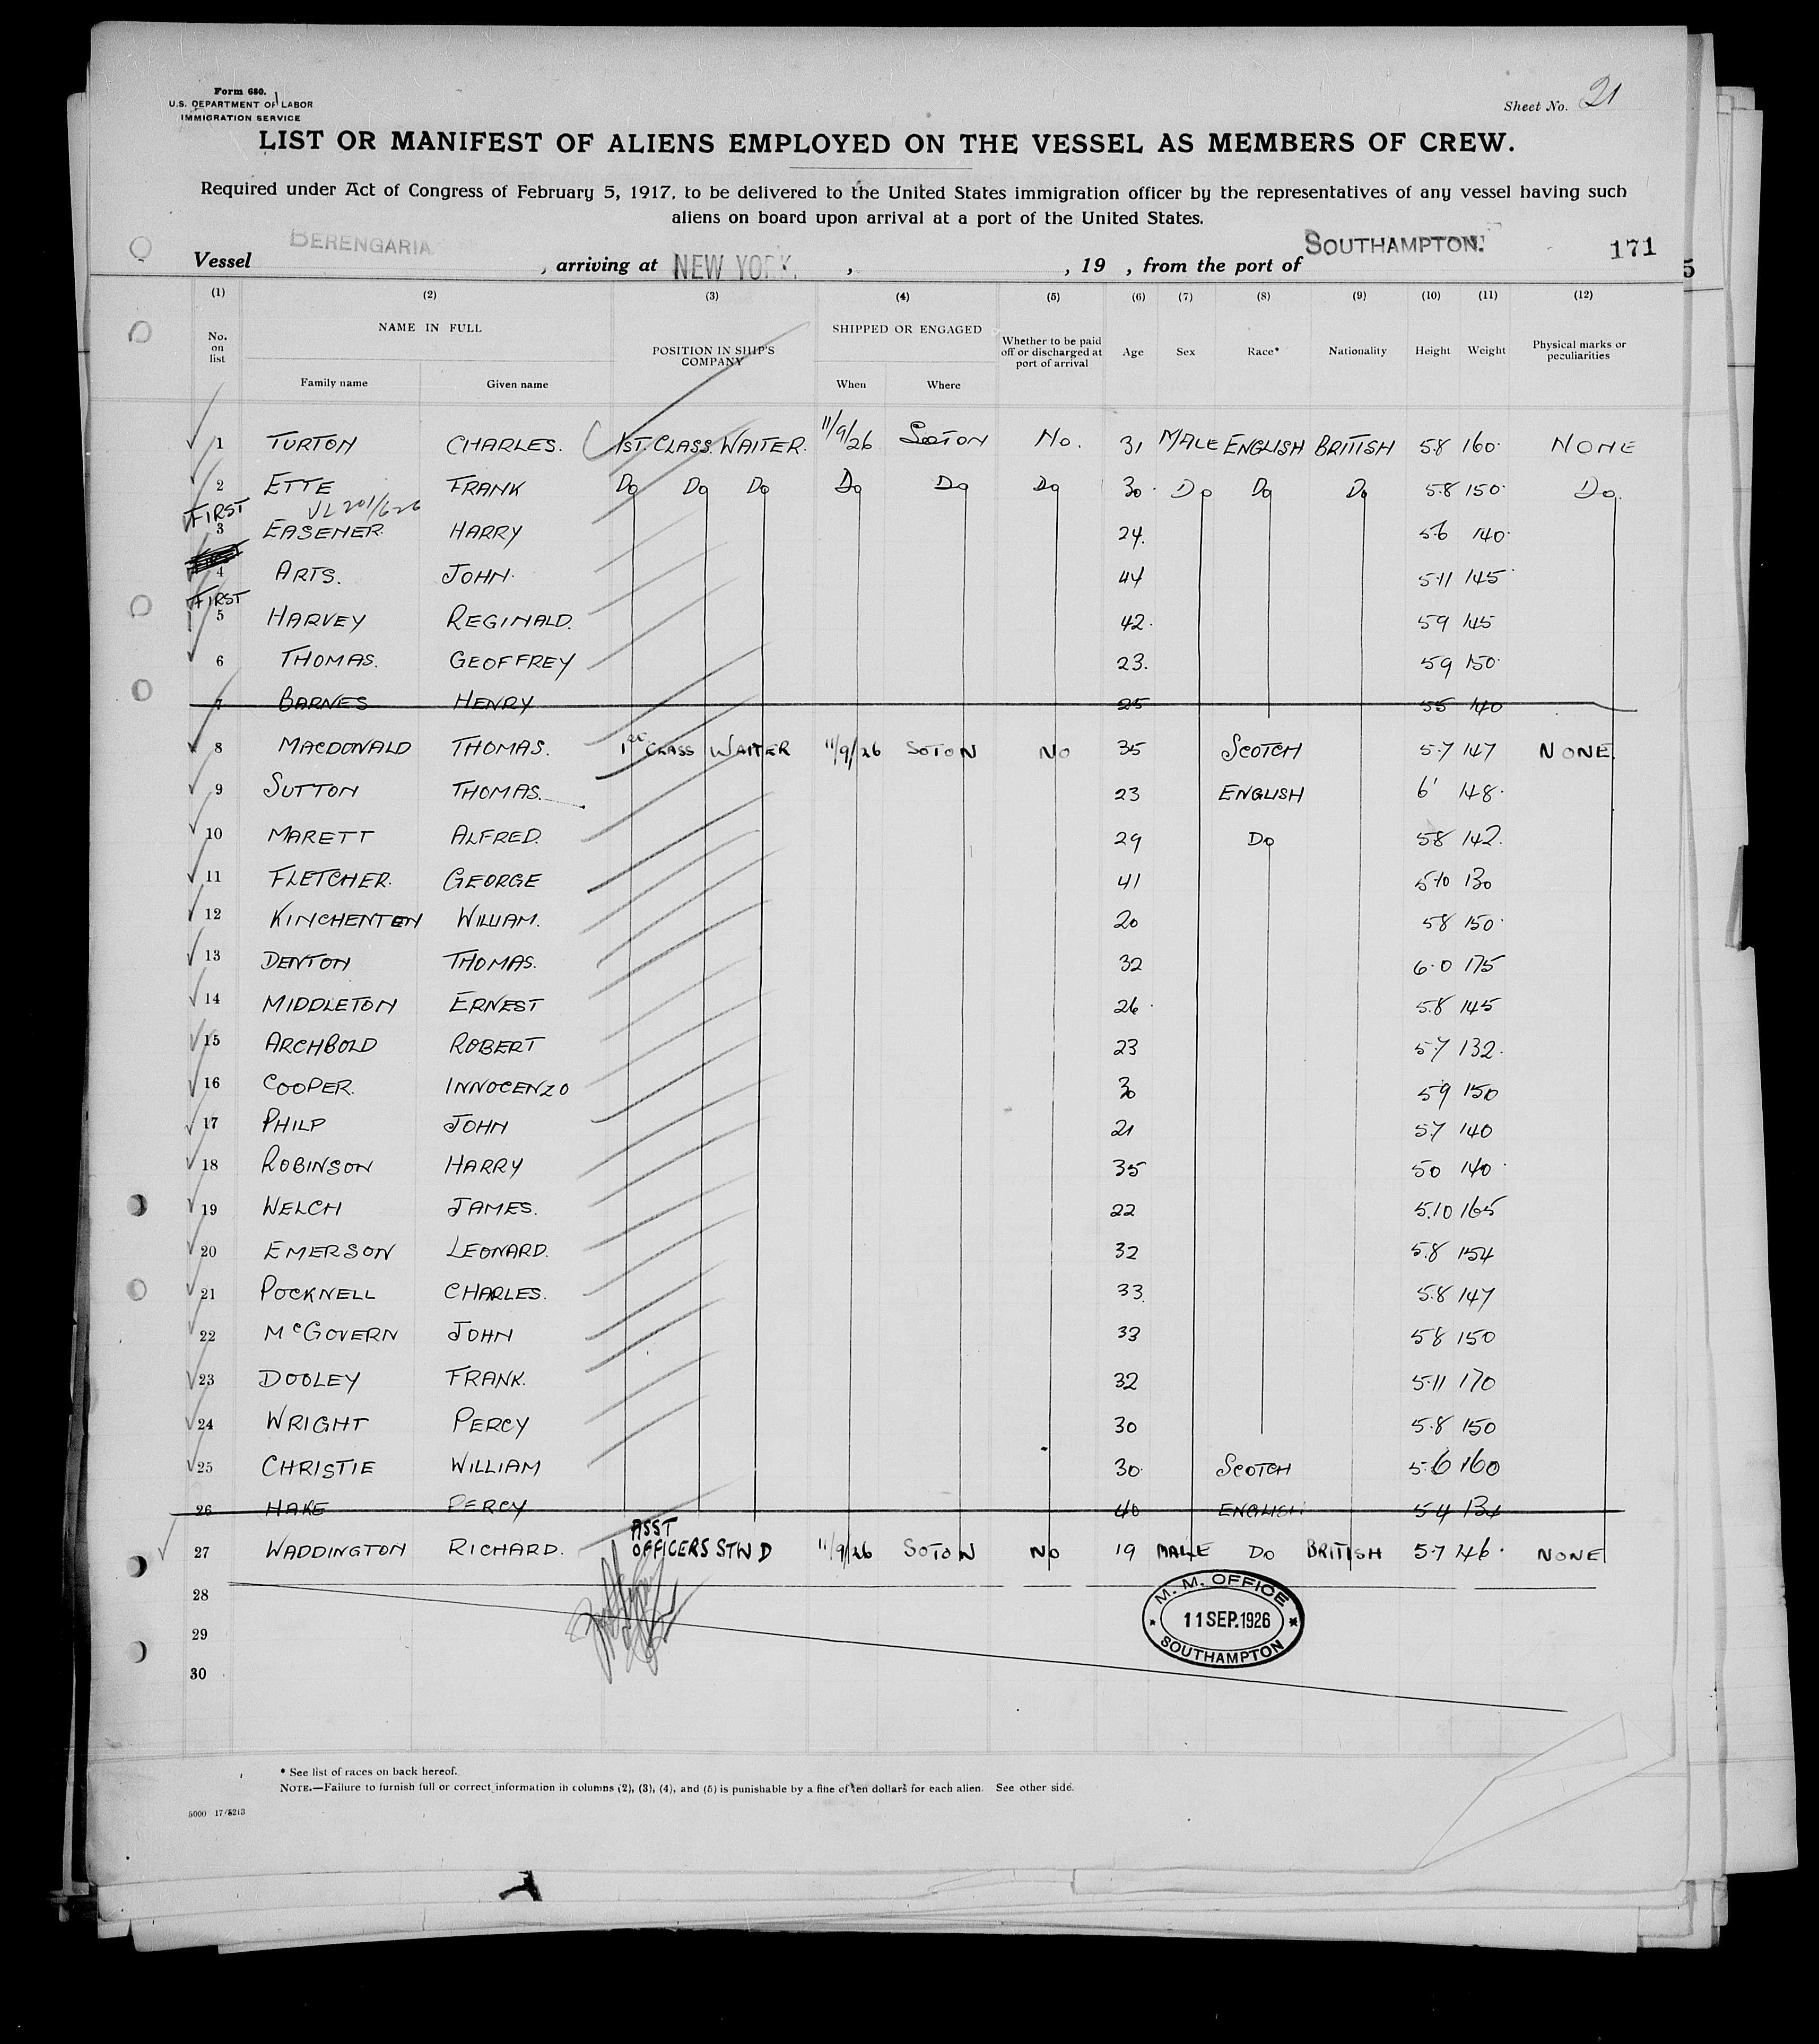 Form 680.
U.S. DEPARTMENT OF LABOR
IMMIGRATION SERVICE
Sheet No. 21
LIST OR MANIFEST OF ALIENS EMPLOYED ON THE VESSEL AS MEMBERS OF CREW.
Required under Act of Congress of February 5, 1917, to be delivered to the United States immigration officer by the representatives of any vessel having such
aliens on board upon arrival at a port of the United States.
Vessel BERENGARIA, arriving at NEW YORK, , 19 , from the port of SOUTHAMPTON. 171
5
(1) (2) (3) (4) (5) (6) (7) (8) (9) (10) (11) (12)
No. on list NAME IN FULL POSITION IN SHIP'S COMPANY SHIPPED OR ENGAGED Whether to be paid off or discharged at port of arrival Age Sex Race* Nationality Height Weight Physical marks or peculiarities
Family name Given name When Where
1 TURTON CHARLES. 1ST. CLASS. WAITER. 11/9/26 SOTON No. 31 MALE ENGLISH BRITISH 5.8 160 NONE
2 ETTE FRANK Do Do Do Do Do Do 30 Do Do Do 5.8 150 Do
FIRST VL 201/626
3 EASENER HARRY 24. 5.6 140
4 ARTS. JOHN. 44 5.11 145
FIRST
5 HARVEY REGINALD. 42. 59 145
6 THOMAS. GEOFFREY 23. 59 150
7 BARNES HENRY 25 55 140
8 MACDONALD THOMAS. 1ST CLASS WAITER 11/9/26 SOTON NO 35 SCOTCH 5.7 147 NONE
9 SUTTON THOMAS. 23 ENGLISH 6' 148.
10 MARETT ALFRED. 29 Do 58 142.
11 FLETCHER. GEORGE 41 5.10 130
12 KINCHENTEN WILLIAM. 20 58 150
13 DENTON THOMAS. 32 6.0 175
14 MIDDLETON ERNEST 26 5.8 145
15 ARCHBOLD ROBERT 23 5.7 132.
16 COOPER. INNOCENZO 30 59 150
17 PHILP JOHN 21 5.7 140
18 ROBINSON HARRY 35 50 140
19 WELCH JAMES. 22 5.10 165
20 EMERSON LEONARD. 32 5.8 154
21 POCKNELL CHARLES. 33. 5.8 147
22 McGOVERN JOHN 33 58 150
23 DOOLEY FRANK. 32 5.11 170
24 WRIGHT PERCY 30 5.8 150
25 CHRISTIE WILLIAM 30 SCOTCH 5.6 160
26 HAKE PERCY 40 ENGLISH 54
27 WADDINGTON RICHARD. ASST OFFICERS STWD 11/9/26 SOTON NO 19 MALE Do BRITISH 5.7 146. NONE
28
29
30
M. M. OFFICE
11 SEP. 1926
SOUTHAMPTON
* See list of races on back hereof.
NOTE.—Failure to furnish full or correct information in columns (2), (3), (4), and (5) is punishable by a fine of ten dollars for each alien. See other side.
5000 17/8213